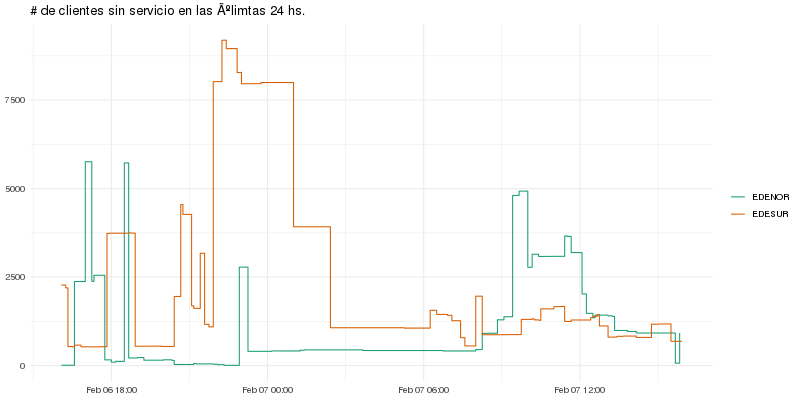 # de clientes sin servicio en las Ãºlimtas 24 hs.
7500
5000
2500
0
Feb 06 18:00
Feb 07 00:00
Feb 07 06:00
Feb 07 12:00
EDENOR
EDESUR